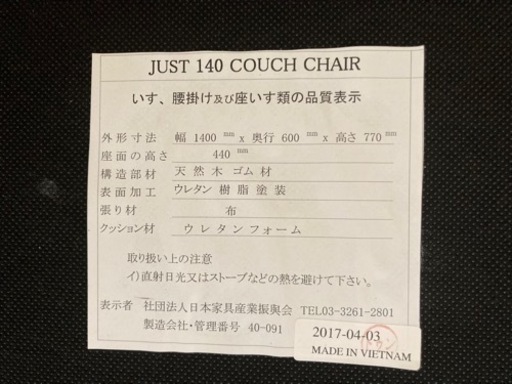 JUST 140 COUCH CHAIR
いす、腰掛け及び座いす類の品質表示
外形寸法 幅 1400 mm x 奥行 600 mm x 高さ 770 mm
座面の高さ 440 mm
構造部材 天然木 ゴム材
表面加工 ウレタン樹脂塗装
張り材 布
クッション材 ウレタンフォーム
取り扱い上の注意
イ)直射日光又はストーブなどの熱を避けて下さい。
表示者 社団法人日本家具産業振興会 TEL03-3261-2801
製造会社・管理番号 40-091
2017-04-03
MADE IN VIETNAM